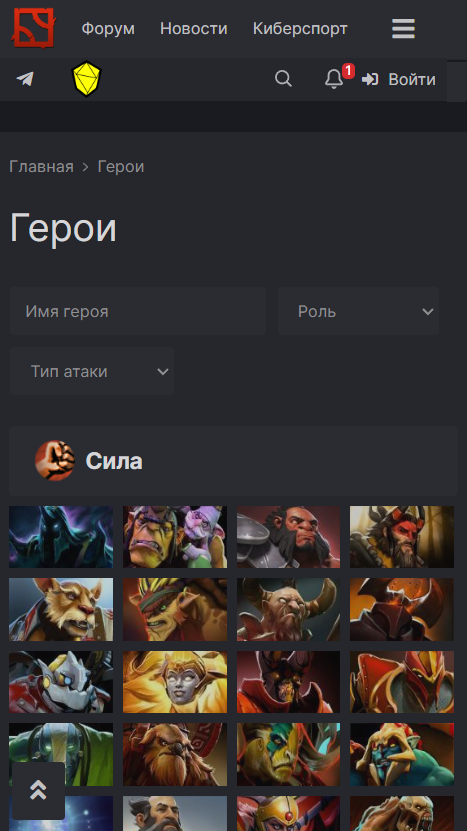 Форум Новости Киберспорт
1 Войти
Главная > Герои
Герои
Имя героя Роль
Тип атаки
Сила